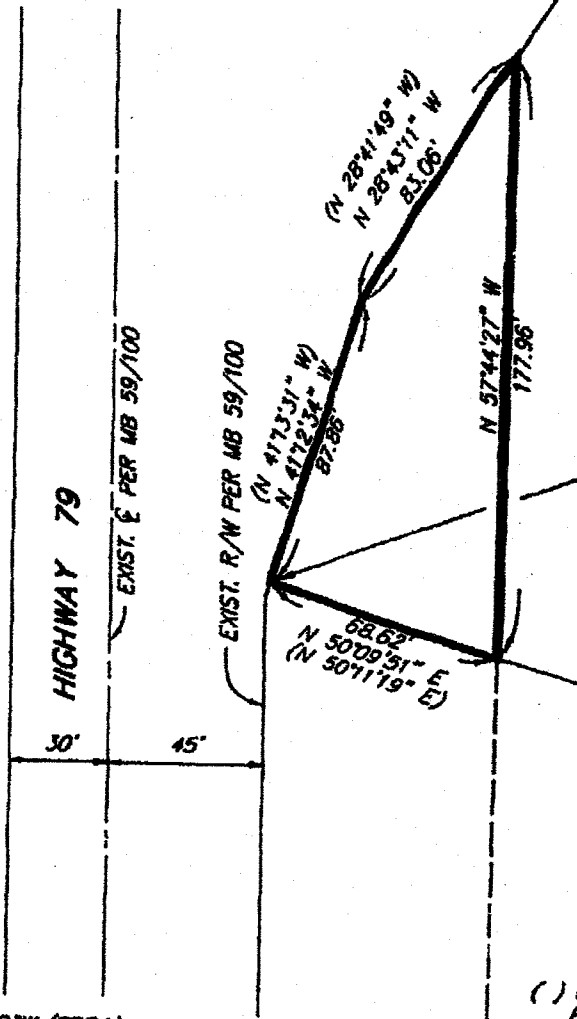 (N 28°41'49" W)
N 28°43'11" W
83.06'
N 57°44'27" W
177.96'
(N 41°13'31" W)
N 41°12'34" W
87.86'
HIGHWAY 79
EXIST. ℄ PER MB 59/100
EXIST. R/W PER MB 59/100
68.62'
N 50°09'51" E
(N 50°11'19" E)
30'
45'
( )